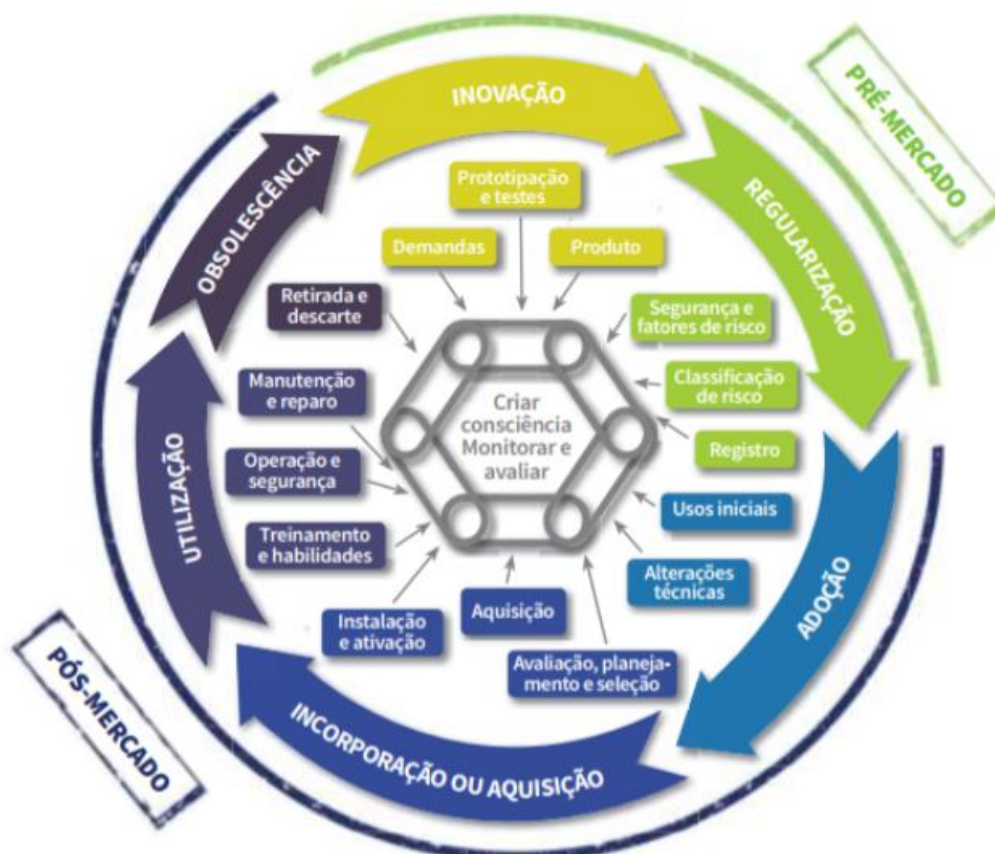 PRÉ-MERCADO
INOVAÇÃO
Prototipação
e testes
Demandas
Produto
REGULARIZAÇÃO
Segurança e
fatores de risco
Classificação
de risco
Registro
ADOÇÃO
Usos iniciais
Alterações
técnicas
PÓS-MERCADO
INCORPORAÇÃO OU AQUISIÇÃO
Avaliação, planeja-
mento e seleção
Aquisição
Instalação
e ativação
UTILIZAÇÃO
Treinamento
e habilidades
Operação e
segurança
Manutenção
e reparo
OBSOLESCÊNCIA
Retirada e
descarte
Criar
consciência
Monitorar e
avaliar